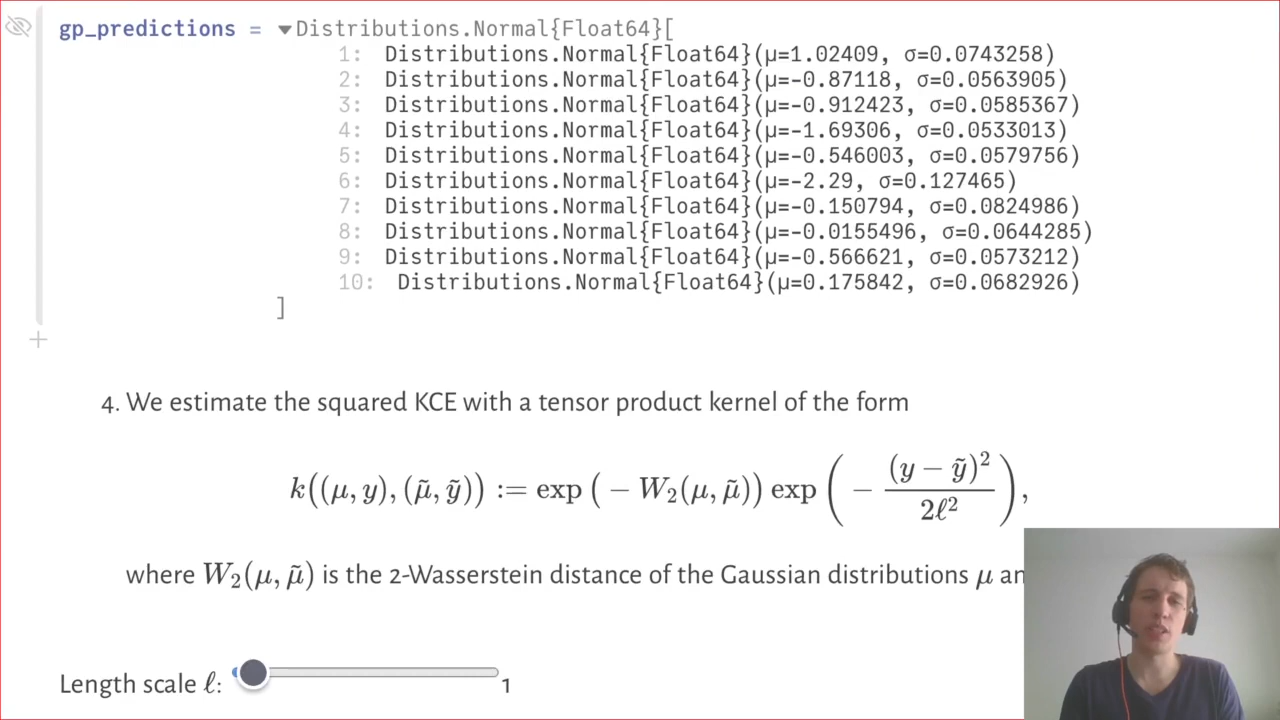 gp_predictions = ▼Distributions.Normal{Float64}[
1: Distributions.Normal{Float64}(μ=1.02409, σ=0.0743258)
2: Distributions.Normal{Float64}(μ=-0.87118, σ=0.0563905)
3: Distributions.Normal{Float64}(μ=-0.912423, σ=0.0585367)
4: Distributions.Normal{Float64}(μ=-1.69306, σ=0.0533013)
5: Distributions.Normal{Float64}(μ=-0.546003, σ=0.0579756)
6: Distributions.Normal{Float64}(μ=-2.29, σ=0.127465)
7: Distributions.Normal{Float64}(μ=-0.150794, σ=0.0824986)
8: Distributions.Normal{Float64}(μ=-0.0155496, σ=0.0644285)
9: Distributions.Normal{Float64}(μ=-0.566621, σ=0.0573212)
10: Distributions.Normal{Float64}(μ=0.175842, σ=0.0682926)
]
4. We estimate the squared KCE with a tensor product kernel of the form
k((μ, y), (μ̃, ỹ)) := exp(−W₂(μ, μ̃)) exp(−(y − ỹ)²/2ℓ²),
where W₂(μ, μ̃) is the 2-Wasserstein distance of the Gaussian distributions μ an
Length scale ℓ: 1